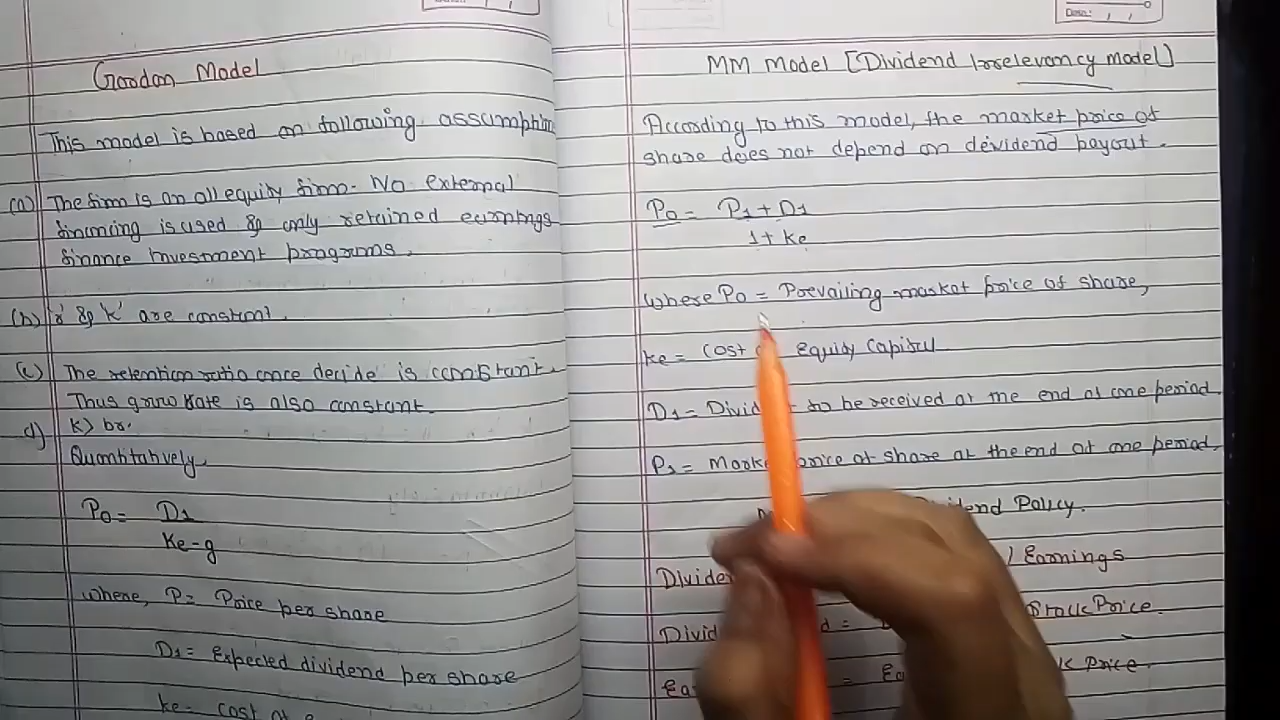 Gordon Model
This model is based on following assumption
(a) The firm is an all equity firm. No external
financing is used & only retained earnings
finance investment programs.
(b) 'r' & 'K' are constant.
(c) The retention ratio once decide is constant.
Thus grow rate is also constant.
d) K > br.
Quantitatively,
P0 = D1
Ke-g
where, P = Price per share
D1 = Expected dividend per share
Ke = cost of
Date: / /
MM Model [Dividend Irrelevancy model]
According to this model, the market price of
share does not depend on dividend payout.
P0 = P1 + D1
1 + Ke
where P0 = Prevailing market price of share,
Ke = Cost equity capital
D1 = to be received at the end of one period
P1 = price of share at the end of one period,
Policy.
/ Earnings
=
Stock Price.
= Price.